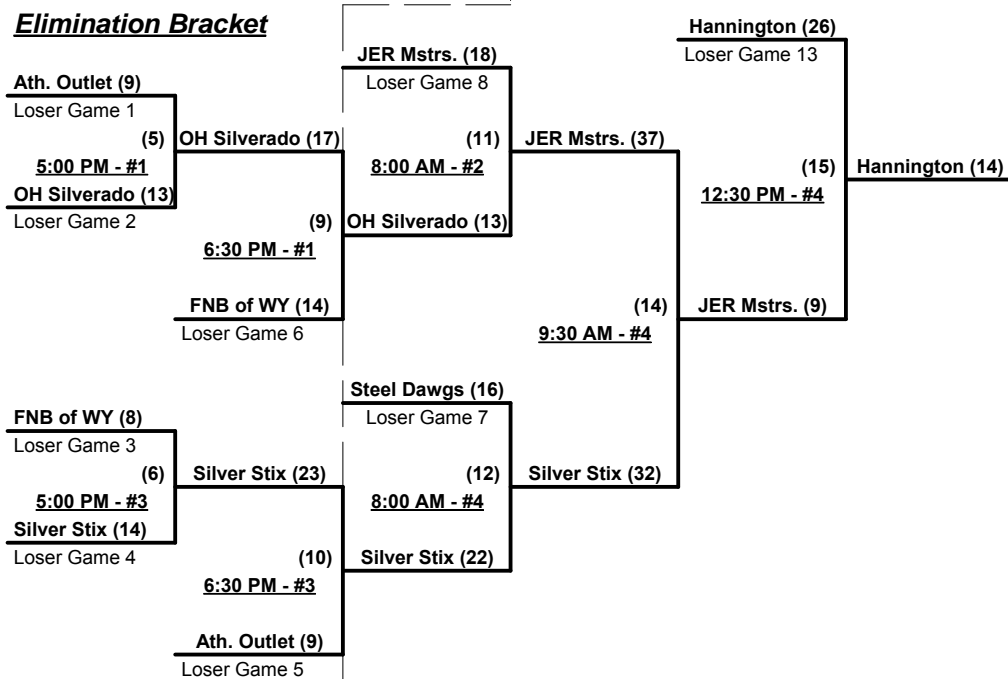 Elimination Bracket
Ath. Outlet (9)
Loser Game 1
(5)
5:00 PM - #1
OH Silverado (13)
Loser Game 2
OH Silverado (17)
(9)
6:30 PM - #1
FNB of WY (14)
Loser Game 6
JER Mstrs. (18)
Loser Game 8
(11)
8:00 AM - #2
OH Silverado (13)
JER Mstrs. (37)
(14)
9:30 AM - #4
Hannington (26)
Loser Game 13
(15)
12:30 PM - #4
Hannington (14)
JER Mstrs. (9)
FNB of WY (8)
Loser Game 3
(6)
5:00 PM - #3
Silver Stix (14)
Loser Game 4
Silver Stix (23)
(10)
6:30 PM - #3
Ath. Outlet (9)
Loser Game 5
Steel Dawgs (16)
Loser Game 7
(12)
8:00 AM - #4
Silver Stix (22)
Silver Stix (32)